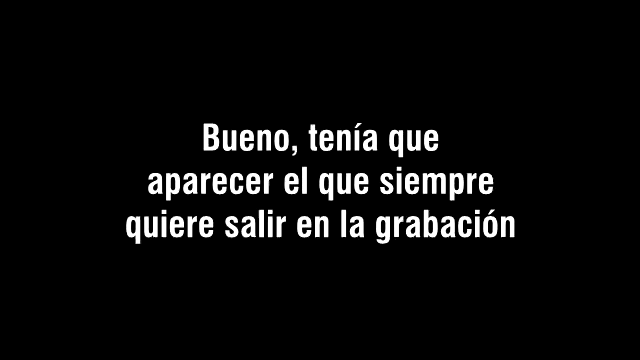 Bueno, tenía que
aparecer el que siempre
quiere salir en la grabación